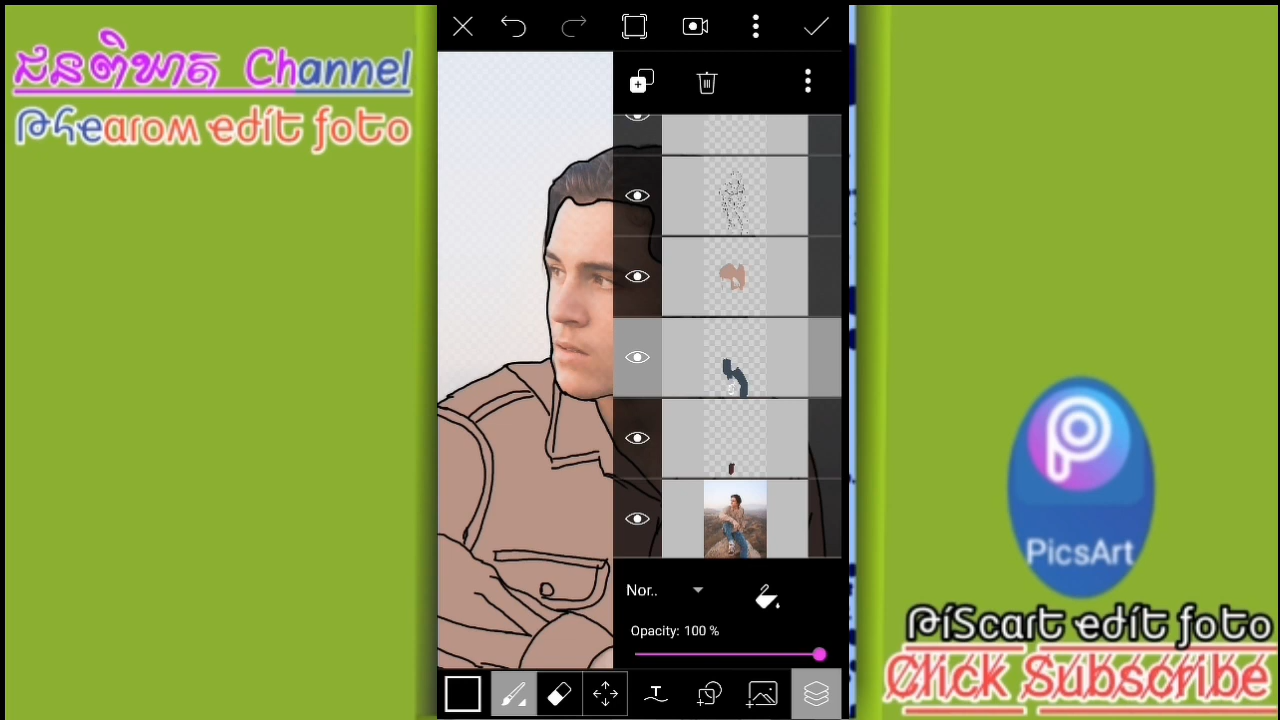 Channel
Phearom edit foto
Nor..
Opacity: 100 %
PicsArt
PiScart edit foto
Click Subscribe